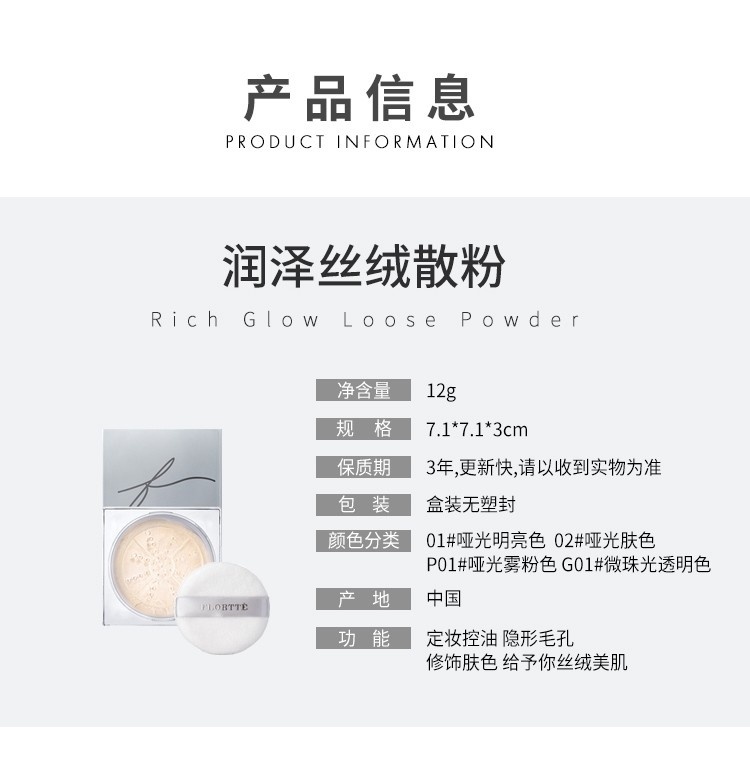 产品信息
PRODUCT INFORMATION
润泽丝绒散粉
Rich Glow Loose Powder
净含量 12g
规 格 7.1*7.1*3cm
保质期 3年,更新快,请以收到实物为准
包 装 盒装无塑封
颜色分类 01#哑光明亮色 02#哑光肤色
P01#哑光雾粉色 G01#微珠光透明色
产 地 中国
功 能 定妆控油 隐形毛孔
修饰肤色 给予你丝绒美肌
FLORTTE